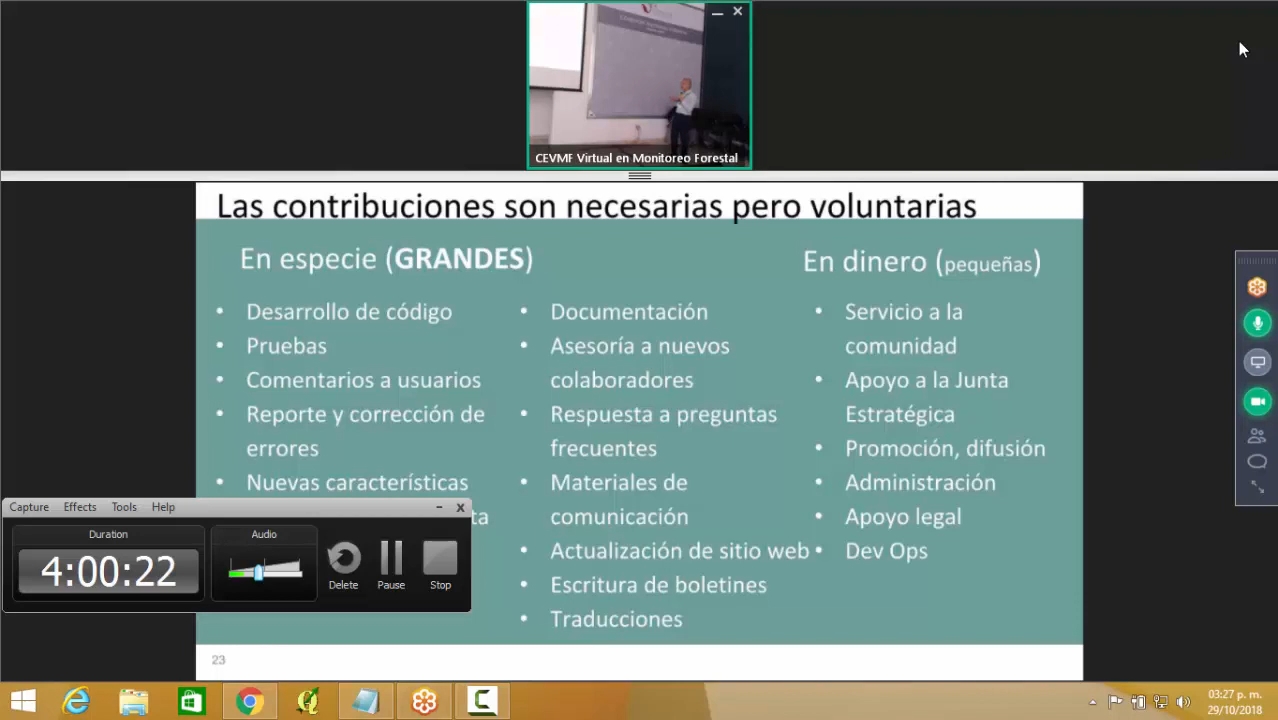 CEVMF Virtual en Monitoreo Forestal
Las contribuciones son necesarias pero voluntarias
En especie (GRANDES)
• Desarrollo de código
• Pruebas
• Comentarios a usuarios
• Reporte y corrección de
errores
• Nuevas características
ta
• Documentación
• Asesoría a nuevos
colaboradores
• Respuesta a preguntas
frecuentes
• Materiales de
comunicación
• Actualización de sitio web
• Escritura de boletines
• Traducciones
En dinero (pequeñas)
• Servicio a la
comunidad
• Apoyo a la Junta
Estratégica
• Promoción, difusión
• Administración
• Apoyo legal
• Dev Ops
23
Capture Effects Tools Help
Duration
4:00:22
Audio
Delete
Pause
Stop
03:27 p. m.
29/10/2018